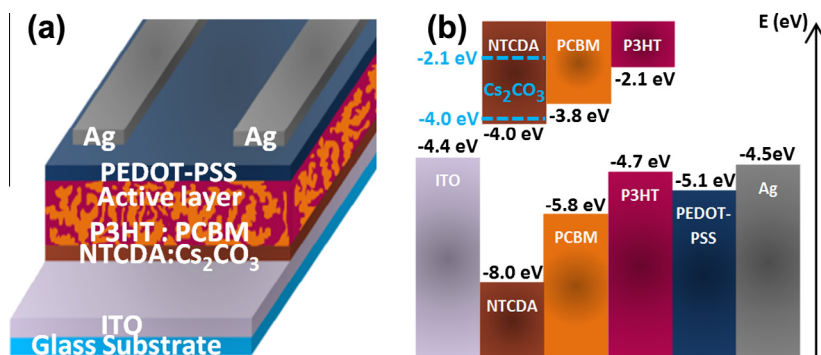 (a)
Ag
Ag
PEDOT-PSS
Active layer
P3HT : PCBM
NTCDA:Cs₂CO₃
ITO
Glass Substrate
(b)
E (eV)
NTCDA
PCBM
P3HT
-2.1 eV
-2.1 eV
Cs₂CO₃
-4.0 eV
-4.0 eV
-3.8 eV
-4.4 eV
-4.7 eV
-4.5eV
-5.1 eV
ITO
P3HT
Ag
-5.8 eV
PEDOT-
PSS
PCBM
-8.0 eV
NTCDA